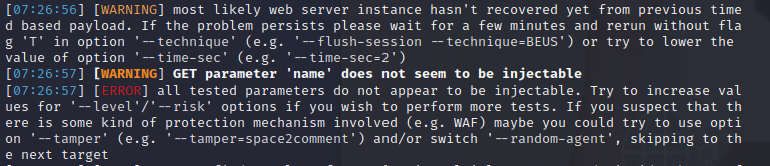 [07:26:56] [WARNING] most likely web server instance hasn't recovered yet from previous time
d based payload. If the problem persists please wait for a few minutes and rerun without fla
g 'T' in option '--technique' (e.g. '--flush-session --technique=BEUS') or try to lower the
value of option '--time-sec' (e.g. '--time-sec=2')
[07:26:57] [WARNING] GET parameter 'name' does not seem to be injectable
[07:26:57] [ERROR] all tested parameters do not appear to be injectable. Try to increase val
ues for '--level'/'--risk' options if you wish to perform more tests. If you suspect that th
ere is some kind of protection mechanism involved (e.g. WAF) maybe you could try to use opti
on '--tamper' (e.g. '--tamper=space2comment') and/or switch '--random-agent', skipping to th
e next target